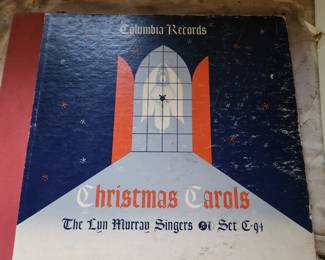 Columbia Records
Christmas Carols
The Lyn Murray Singers Set C-94